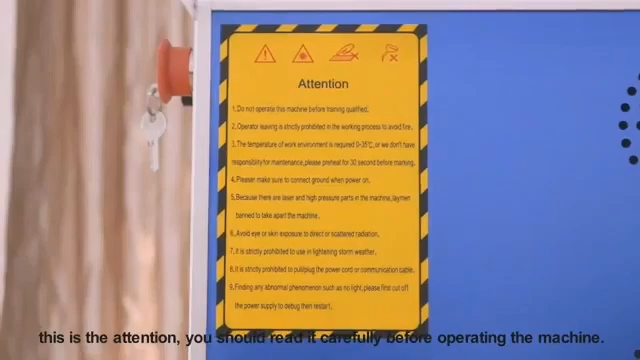 Attention
1.Do not operate this machine before training qualified.
2. Operator leaving is strictly prohibited in the working process to avoid fire.
3. The temperature of work environment is required 0-35℃, or we don't have
responsibility for maintenance, please preheat for 30 second before marking.
4. Pleaser make sure to connect ground when power on.
5. Because there are laser and high pressure parts in the machine, laymen
banned to take apart the machine.
6. Avoid eye or skin exposure to direct or scattered radiation.
7. It is strictly prohibited to use in lightening storm weather.
8. It is strictly prohibited to pull/plug the power cord or communication cable.
9. Finding any abnormal phenomenon such as no light, please first cut off
the power supply to debug then restart.
this is the attention, you should read it carefully before operating the machine.